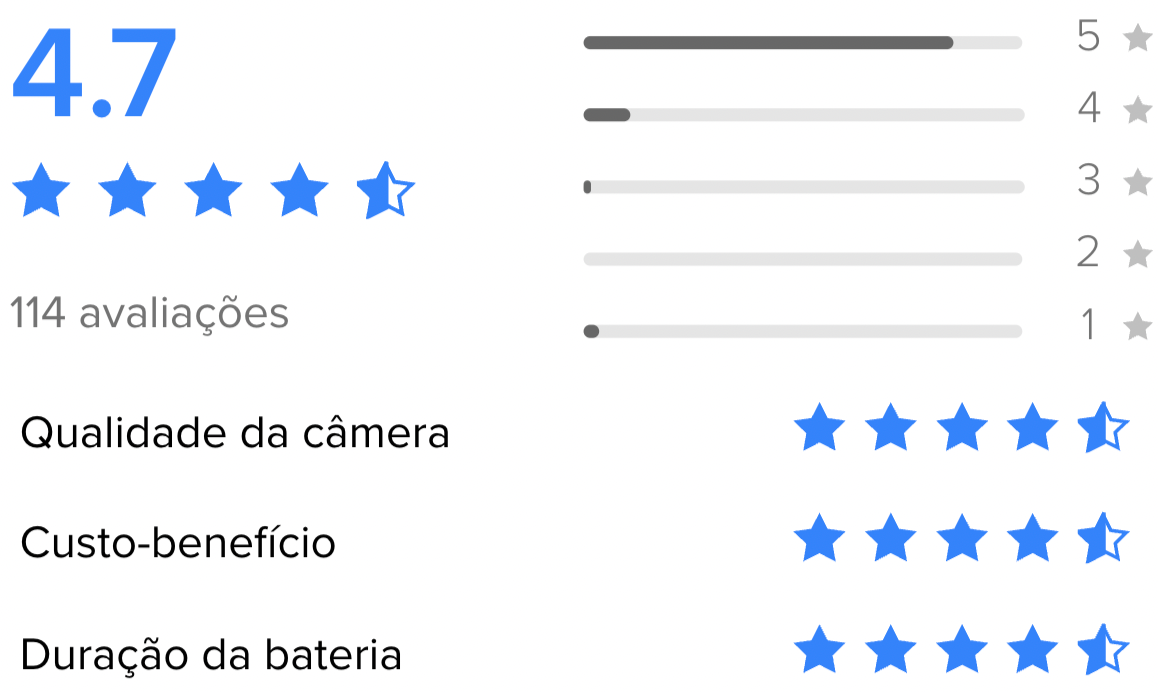 4.7
114 avaliações
5
4
3
2
1
Qualidade da câmera
Custo-benefício
Duração da bateria